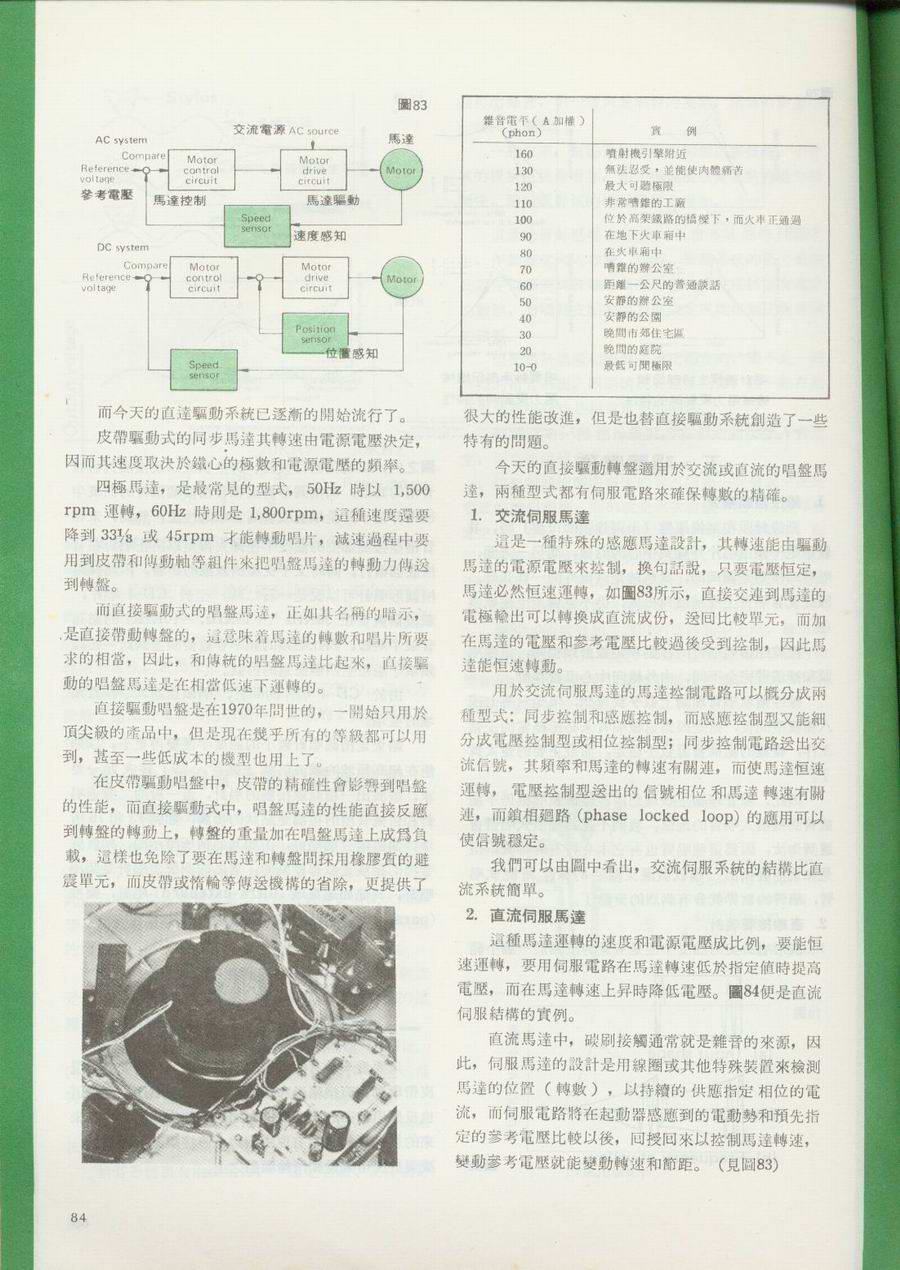 圖83
AC system
交流電源 AC source
馬達
Compare
Reference voltage
參考電壓
Motor control circuit
馬達控制
Motor drive circuit
馬達驅動
Motor
Speed sensor
速度感知
DC system
Compare
Reference voltage
Motor control circuit
Motor drive circuit
Motor
Position sensor
位置感知
Speed sensor
而今天的直達驅動系統已逐漸的開始流行了。
皮帶驅動式的同步馬達其轉速由電源電壓決定，
因而其速度取決於鐵心的極數和電源電壓的頻率。
四極馬達，是最常見的型式， 50Hz 時以 1,500
rpm 運轉，60Hz 時則是 1,800rpm，這種速度還要
降到 33⅓ 或 45rpm 才能轉動唱片，減速過程中要
用到皮帶和傳動軸等組件來把唱盤馬達的轉動力傳送
到轉盤。
而直接驅動式的唱盤馬達，正如其名稱的暗示，
是直接帶動轉盤的，這意味着馬達的轉數和唱片所要
求的相當，因此，和傳統的唱盤馬達比起來，直接驅
動的唱盤馬達是在相當低速下運轉的。
直接驅動唱盤是在1970年問世的，一開始只用於
頂尖級的產品中，但是現在幾乎所有的等級都可以用
到，甚至一些低成本的機型也用上了。
在皮帶驅動唱盤中，皮帶的精確性會影響到唱盤
的性能，而直接驅動式中，唱盤馬達的性能直接反應
到轉盤的轉動上，轉盤的重量加在唱盤馬達上成爲負
載，這樣也免除了要在馬達和轉盤間採用橡膠質的避
震單元，而皮帶或惰輪等傳送機構的省除，更提供了
雜音電平（ A 加權 ）(phon) 實 例
160 噴射機引擎附近
130 無法忍受，並能使肉體痛苦
120 最大可聽極限
110 非常嘈雜的工廠
100 位於高架鐵路的橋樑下，而火車正通過
90 在地下火車廂中
80 在火車廂中
70 嘈雜的辦公室
60 距離一公尺的普通談話
50 安靜的辦公室
40 安靜的公園
30 晚間市郊住宅區
20 晚間的庭院
10-0 最低可聞極限
很大的性能改進，但是也替直接驅動系統創造了一些
特有的問題。
今天的直接驅動轉盤適用於交流或直流的唱盤馬
達，兩種型式都有伺服電路來確保轉數的精確。
1. 交流伺服馬達
這是一種特殊的感應馬達設計，其轉速能由驅動
馬達的電源電壓來控制，換句話說，只要電壓恒定，
馬達必然恒速運轉，如圖83所示，直接交連到馬達的
電極輸出可以轉換成直流成份，送回比較單元，而加
在馬達的電壓和參考電壓比較過後受到控制，因此馬
達能恒速轉動。
用於交流伺服馬達的馬達控制電路可以概分成兩
種型式：同步控制和感應控制，而感應控制型又能細
分成電壓控制型或相位控制型；同步控制電路送出交
流信號，其頻率和馬達的轉速有關連，而使馬達恒速
運轉， 電壓控制型送出的 信號相位 和馬達 轉速有關
連，而鎖相廻路 (phase locked loop) 的應用可以
使信號穩定。
我們可以由圖中看出，交流伺服系統的結構比直
流系統簡單。
2. 直流伺服馬達
這種馬達運轉的速度和電源電壓成比例，要能恒
速運轉，要用伺服電路在馬達轉速低於指定值時提高
電壓，而在馬達轉速上昇時降低電壓。圖84便是直流
伺服結構的實例。
直流馬達中，碳刷接觸通常就是雜音的來源，因
此，伺服馬達的設計是用線圈或其他特殊裝置來檢測
馬達的位置（ 轉數 ），以持續的 供應指定 相位的電
流，而伺服電路將在起動器感應到的電動勢和預先指
定的參考電壓比較以後，回授回來以控制馬達轉速，
變動參考電壓就能變動轉速和節距。（見圖83）
84